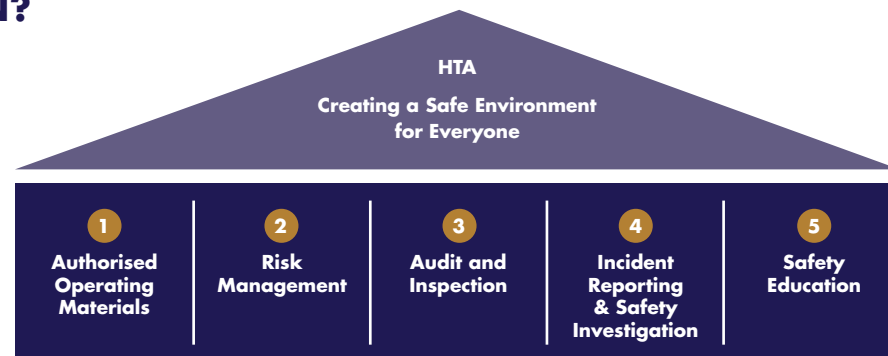 HTA
Creating a Safe Environment
for Everyone
1
Authorised
Operating
Materials
2
Risk
Management
3
Audit and
Inspection
4
Incident
Reporting
& Safety
Investigation
5
Safety
Education